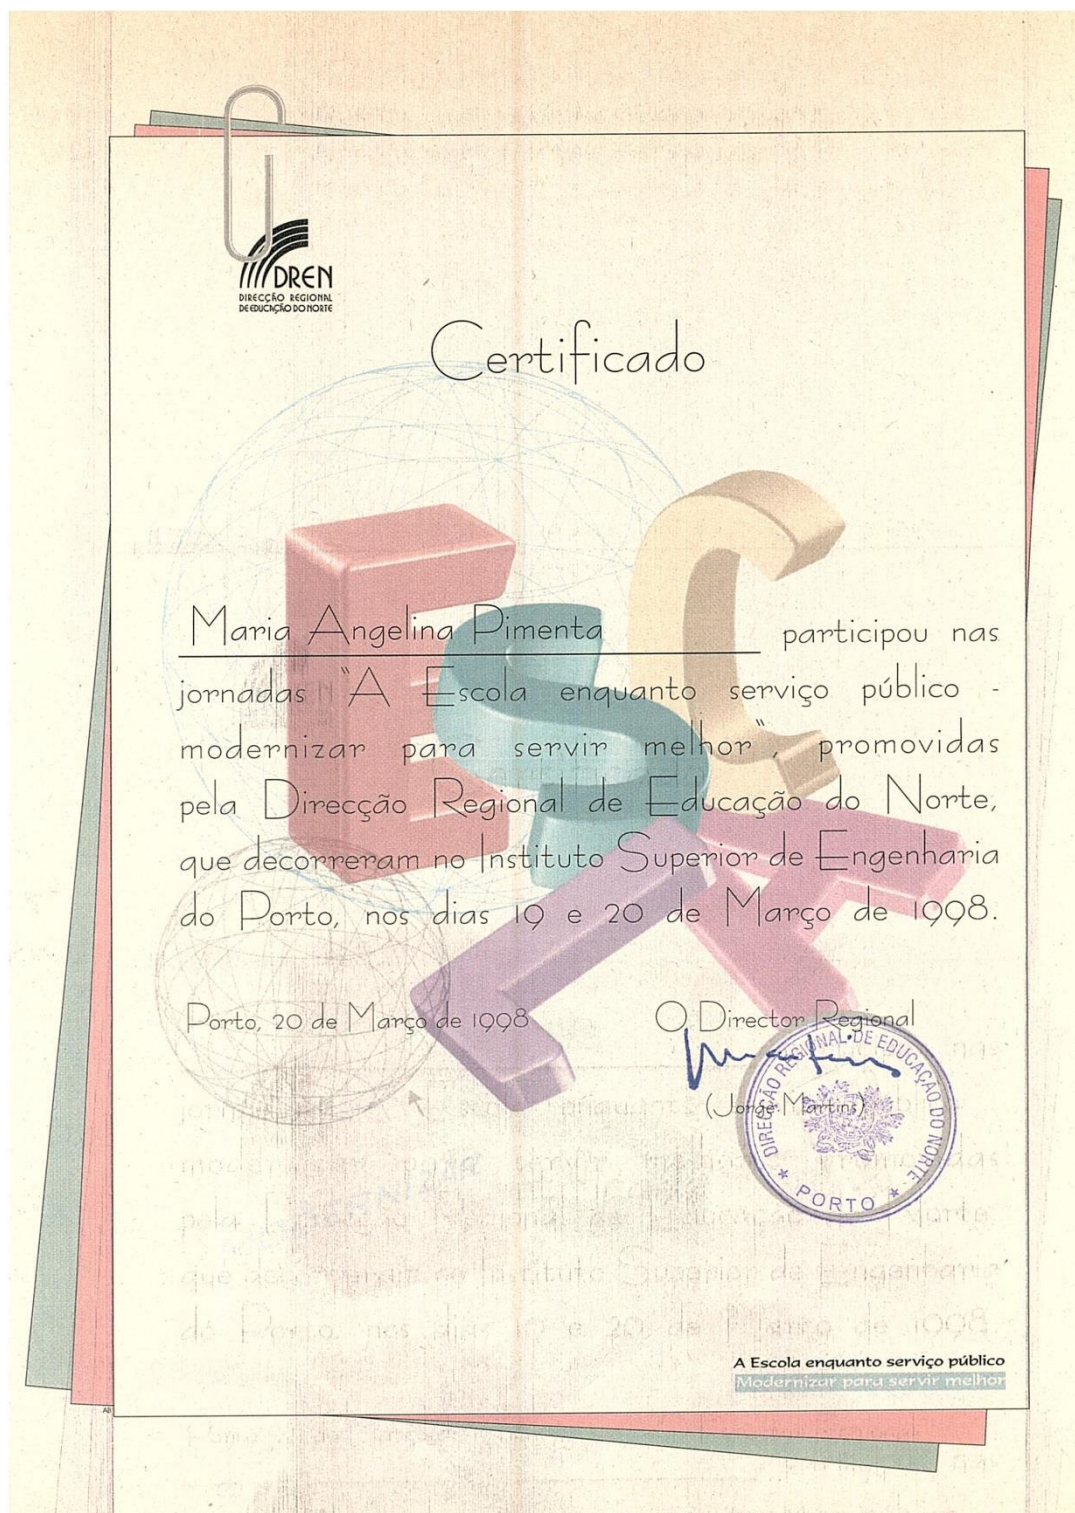 DREN
DIRECÇÃO REGIONAL
DE EDUCAÇÃO DO NORTE
Certificado
ESCOLA
Maria Angelina Pimenta participou nas
jornadas "A Escola enquanto serviço público -
modernizar para servir melhor", promovidas
pela Direcção Regional de Educação do Norte,
que decorreram no Instituto Superior de Engenharia
do Porto, nos dias 19 e 20 de Março de 1998.
Porto, 20 de Março de 1998
O Director Regional
(Jorge Martins)
DIRECÇÃO REGIONAL DE EDUCAÇÃO DO NORTE
* PORTO *
A Escola enquanto serviço público
Modernizar para servir melhor